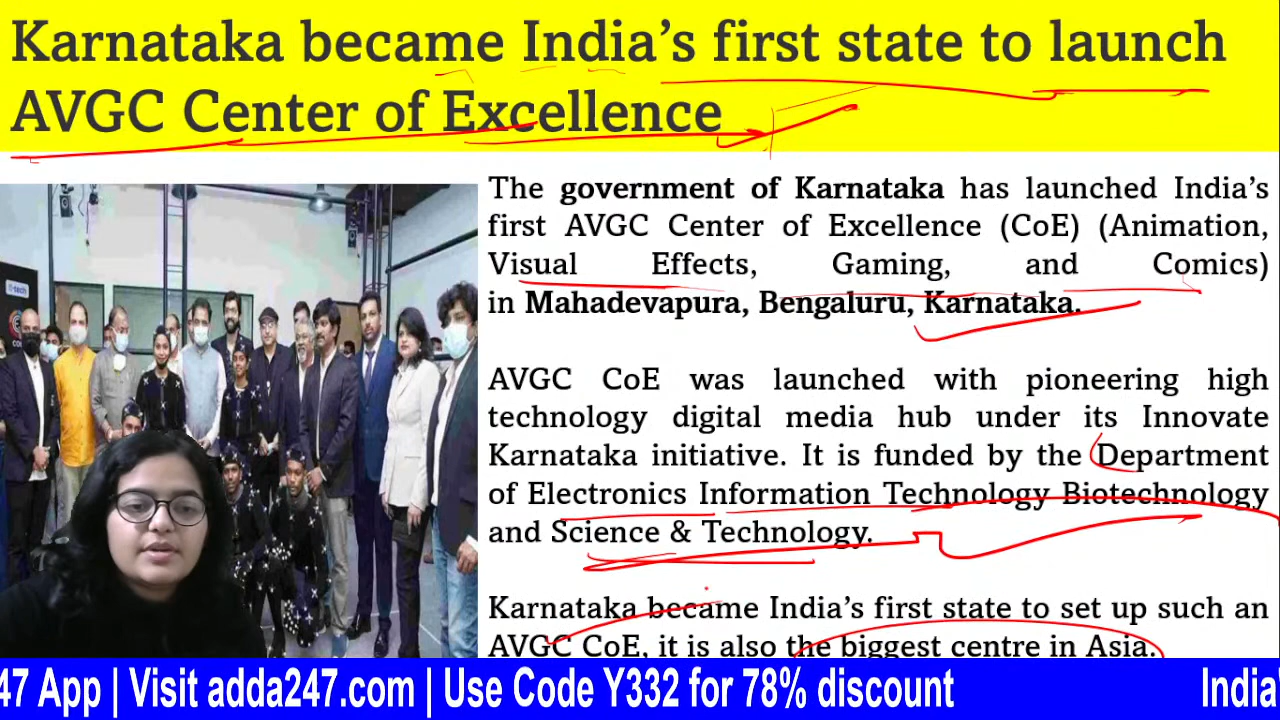 Karnataka became India's first state to launch
AVGC Center of Excellence
The government of Karnataka has launched India's
first AVGC Center of Excellence (CoE) (Animation,
Visual Effects, Gaming, and Comics)
in Mahadevapura, Bengaluru, Karnataka.
AVGC CoE was launched with pioneering high
technology digital media hub under its Innovate
Karnataka initiative. It is funded by the Department
of Electronics Information Technology Biotechnology
and Science & Technology.
Karnataka became India's first state to set up such an
AVGC CoE, it is also the biggest centre in Asia.
47 App | Visit adda247.com | Use Code Y332 for 78% discount India